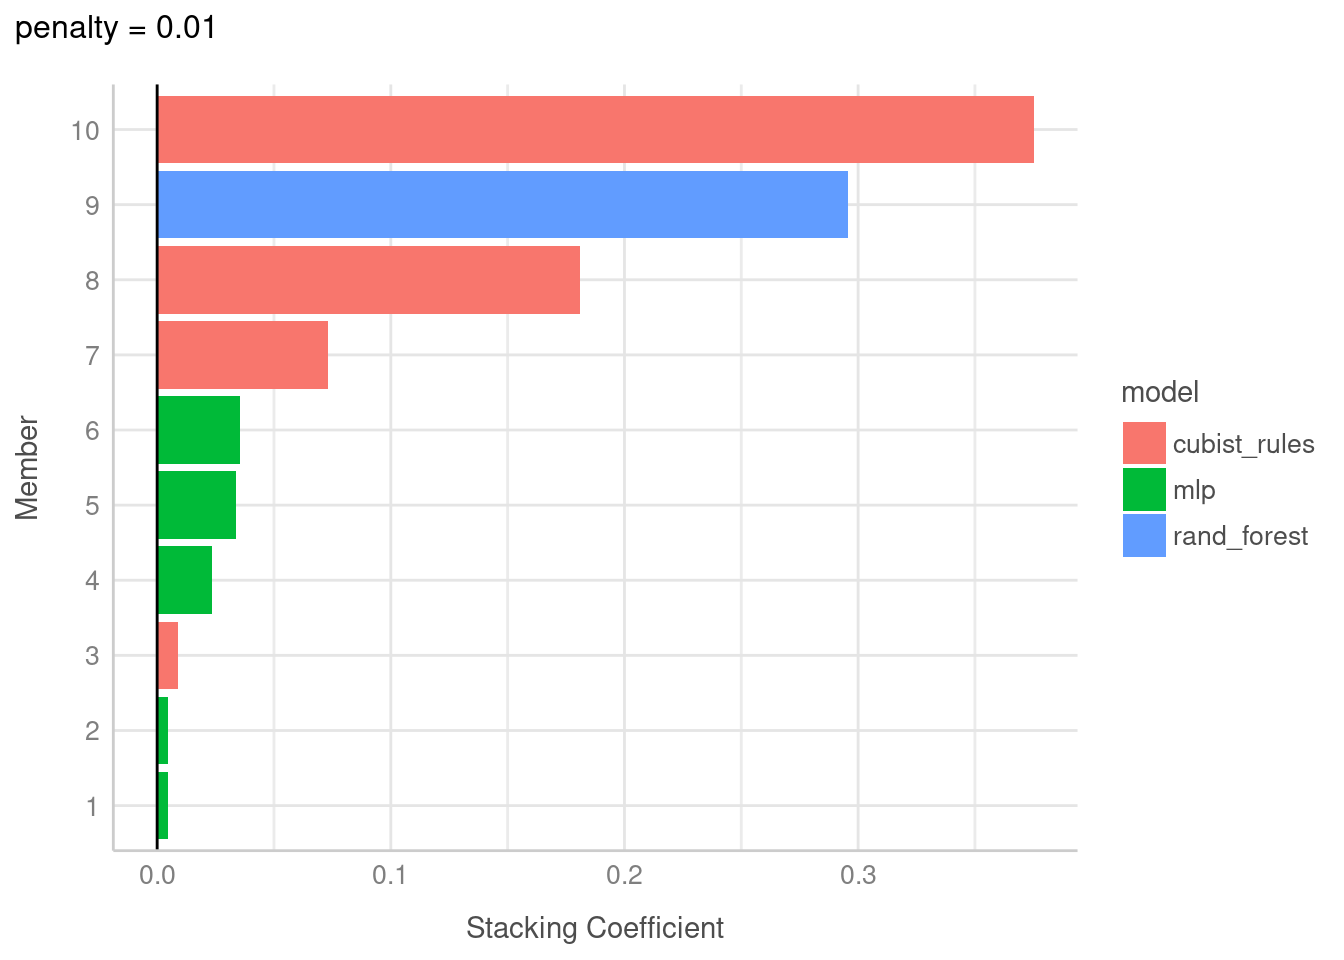 penalty = 0.01
10
9
8
7
6
5
4
3
2
1
Member
0.0 0.1 0.2 0.3
Stacking Coefficient
model
cubist_rules
mlp
rand_forest